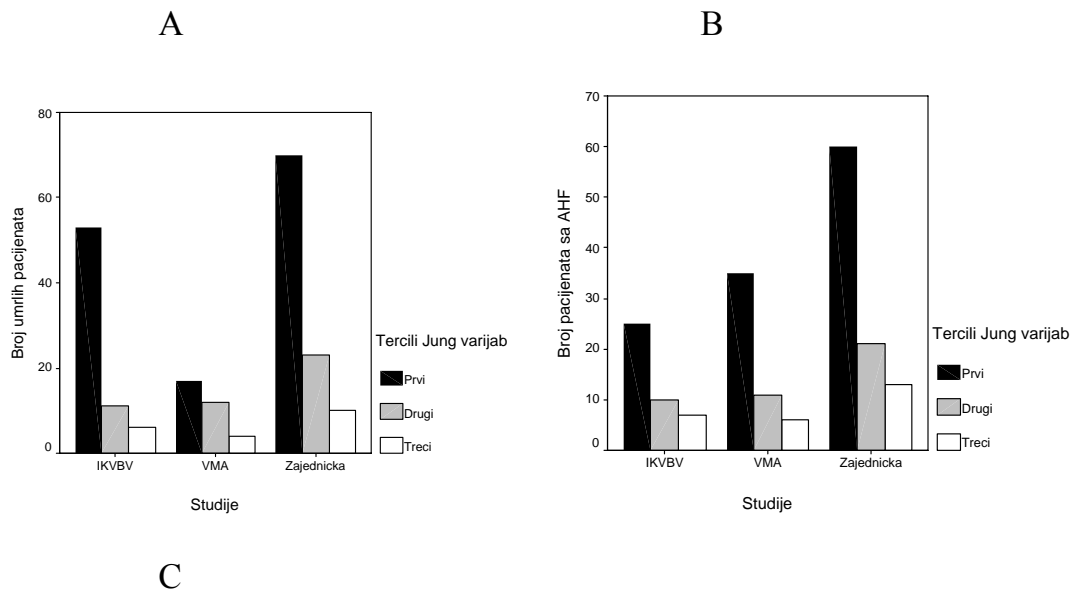 A
B
Broj umrlih pacijenata
80
60
40
20
0
IKVBV
VMA
Zajednicka
Studije
Tercili Jung varijab
Prvi
Drugi
Treci
Broj pacijenata sa AHF
70
60
50
40
30
20
10
0
IKVBV
VMA
Zajednicka
Studije
Tercili Jung varijab
Prvi
Drugi
Treci
C